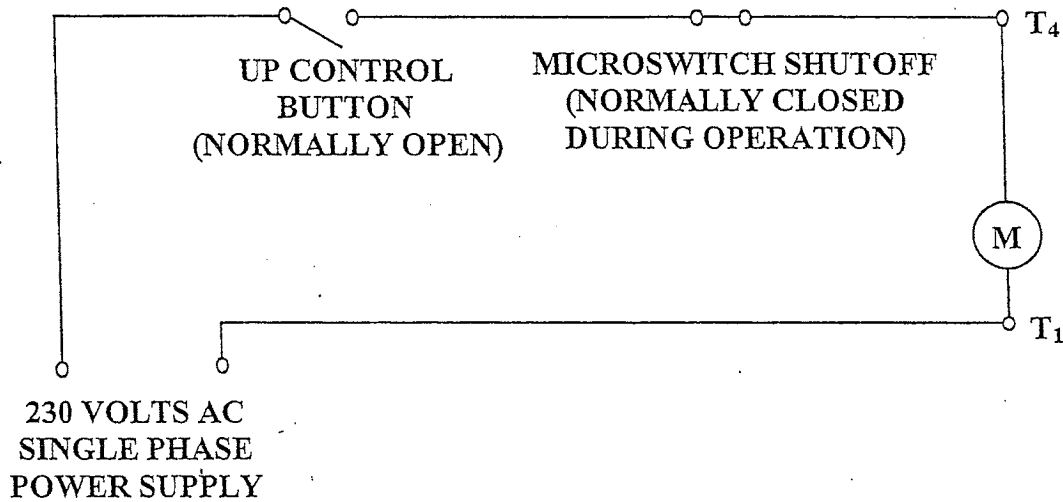 T₄
UP CONTROL
BUTTON
(NORMALLY OPEN)
MICROSWITCH SHUTOFF
(NORMALLY CLOSED
DURING OPERATION)
M
T₁
230 VOLTS AC
SINGLE PHASE
POWER SUPPLY